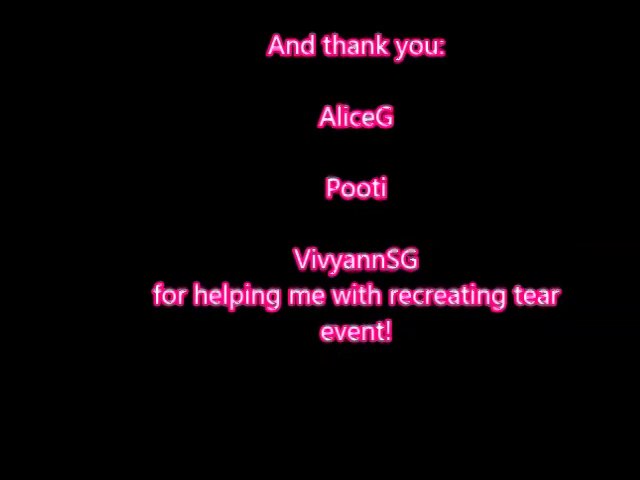 And thank you:
AliceG
Pooti
VivyannSG
for helping me with recreating tear
event!